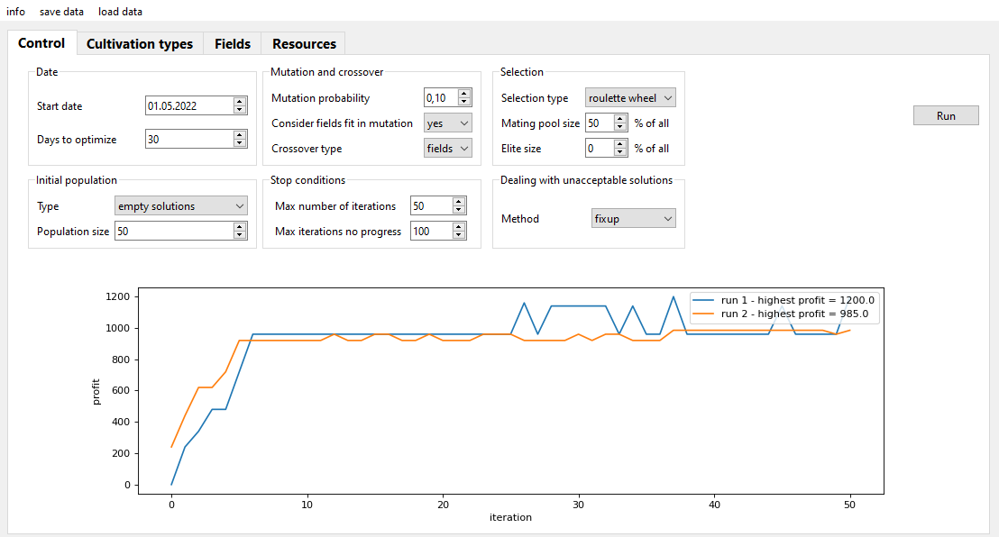 info save data load data
Control Cultivation types Fields Resources
Date
Start date 01.05.2022
Days to optimize 30
Mutation and crossover
Mutation probability 0,10
Consider fields fit in mutation yes
Crossover type fields
Selection
Selection type roulette wheel
Mating pool size 50 % of all
Elite size 0 % of all
Run
Initial population
Type empty solutions
Population size 50
Stop conditions
Max number of iterations 50
Max iterations no progress 100
Dealing with unacceptable solutions
Method fixup
run 1 - highest profit = 1200.0
run 2 - highest profit = 985.0
1200
1000
800
600
400
200
0
profit
0 10 20 30 40 50
iteration